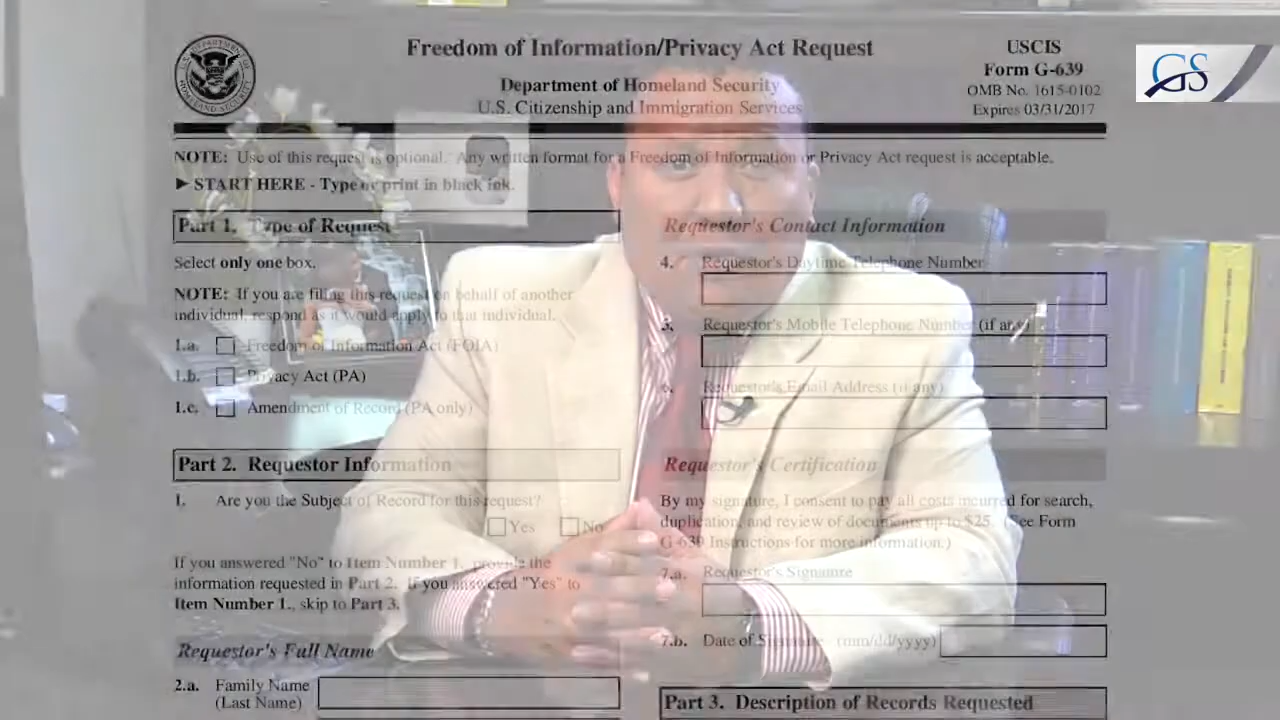 Freedom of Information/Privacy Act Request
Department of Homeland Security
U.S. Citizenship and Immigration Services
USCIS
Form G-639
OMB No. 1615-0102
Expires 03/31/2017
GS
NOTE: Use of this request is optional. Any written format for a Freedom of Information or Privacy Act request is acceptable.
► START HERE - Type or print in black ink.
Part 1. Type of Request
Select only one box.
NOTE: If you are filing this request on behalf of another
individual, respond as it would apply to that individual.
1.a. Freedom of Information Act (FOIA)
1.b. Privacy Act (PA)
1.c. Amendment of Record (PA only)
Part 2. Requestor Information
1. Are you the Subject of Record for this request?
Yes No
If you answered "No" to Item Number 1., provide the
information requested in Part 2. If you answered "Yes" to
Item Number 1., skip to Part 3.
Requestor's Full Name
2.a. Family Name
(Last Name)
Requestor's Contact Information
4. Requestor's Daytime Telephone Number
5. Requestor's Mobile Telephone Number (if any)
6. Requestor's Email Address (if any)
Requestor's Certification
By my signature, I consent to pay all costs incurred for search,
duplication, and review of documents up to $25. (See Form
G-639 Instructions for more information.)
7.a. Requestor's Signature
7.b. Date of Signature (mm/dd/yyyy)
Part 3. Description of Records Requested